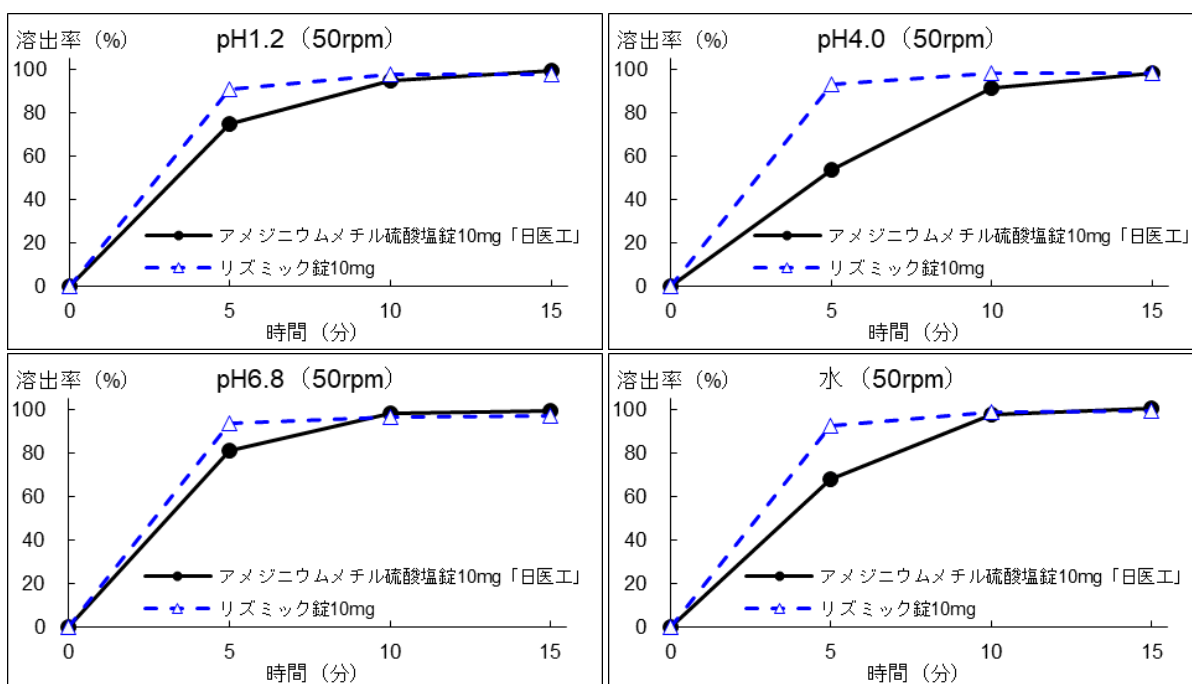 溶出率（%）
pH1.2（50rpm）
100
80
60
40
20
0
アメジニウムメチル硫酸塩錠10mg「日医工」
リズミック錠10mg
0 5 10 15
時間（分）
溶出率（%）
pH4.0（50rpm）
100
80
60
40
20
0
アメジニウムメチル硫酸塩錠10mg「日医工」
リズミック錠10mg
0 5 10 15
時間（分）
溶出率（%）
pH6.8（50rpm）
100
80
60
40
20
0
アメジニウムメチル硫酸塩錠10mg「日医工」
リズミック錠10mg
0 5 10 15
時間（分）
溶出率（%）
水（50rpm）
100
80
60
40
20
0
アメジニウムメチル硫酸塩錠10mg「日医工」
リズミック錠10mg
0 5 10 15
時間（分）